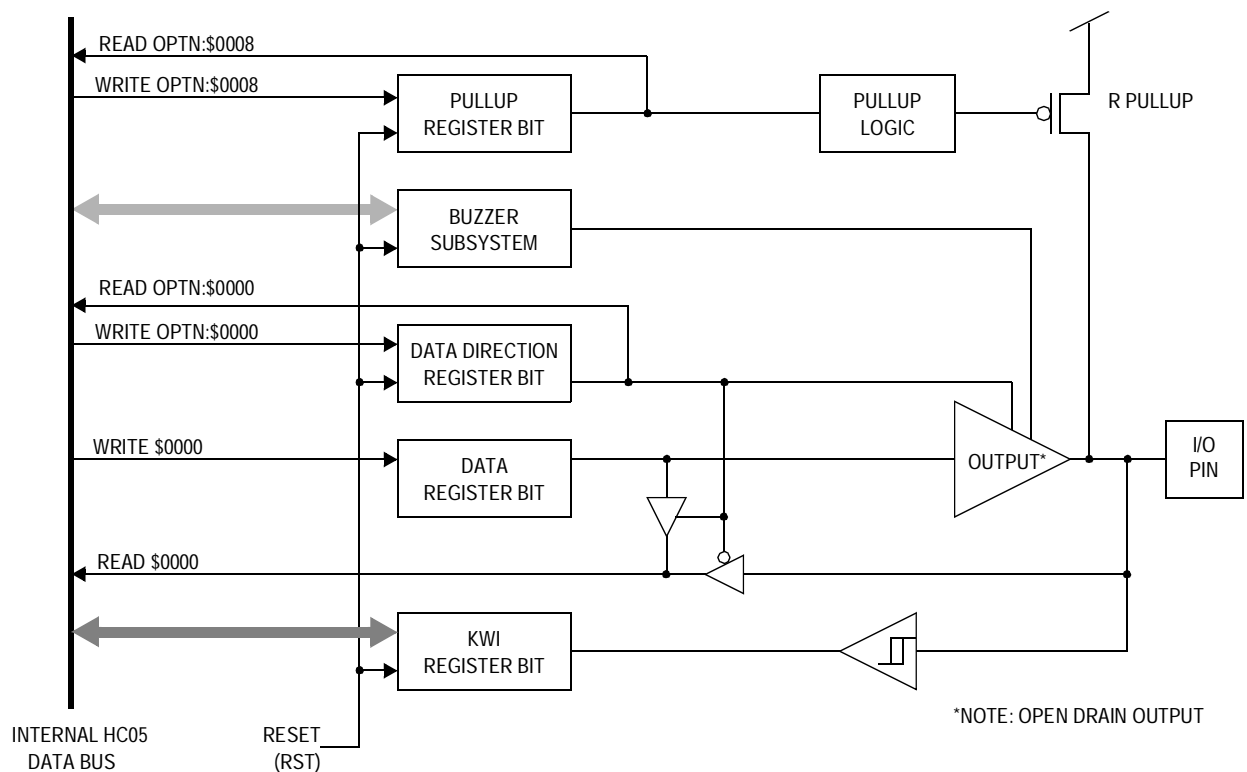 READ OPTN:$0008
WRITE OPTN:$0008
PULLUP
REGISTER BIT
PULLUP
LOGIC
R PULLUP
BUZZER
SUBSYSTEM
READ OPTN:$0000
WRITE OPTN:$0000
DATA DIRECTION
REGISTER BIT
WRITE $0000
DATA
REGISTER BIT
OUTPUT*
I/O
PIN
READ $0000
KWI
REGISTER BIT
*NOTE: OPEN DRAIN OUTPUT
INTERNAL HC05
DATA BUS
RESET
(RST)